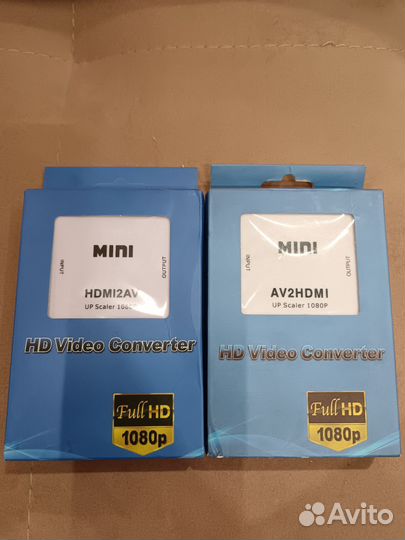 INPUT
MINI
OUTPUT
HDMI2AV
UP Scaler 1080P
HD Video Converter
Full HD
1080p
INPUT
MINI
OUTPUT
AV2HDMI
UP Scaler 1080P
HD Video Converter
Full HD
1080p
Avito